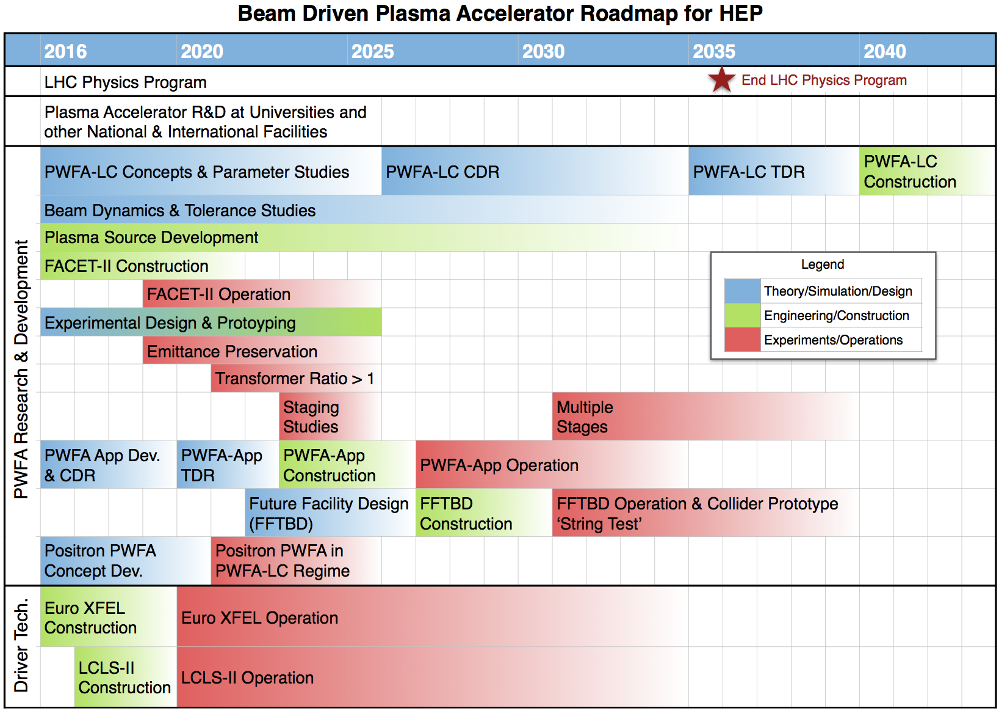 Beam Driven Plasma Accelerator Roadmap for HEP
2016 2020 2025 2030 2035 2040
LHC Physics Program
End LHC Physics Program
Plasma Accelerator R&D at Universities and
other National & International Facilities
PWFA Research & Development
PWFA-LC Concepts & Parameter Studies
PWFA-LC CDR
PWFA-LC TDR
PWFA-LC
Construction
Beam Dynamics & Tolerance Studies
Plasma Source Development
FACET-II Construction
FACET-II Operation
Experimental Design & Protoyping
Emittance Preservation
Transformer Ratio > 1
Staging
Studies
Multiple
Stages
PWFA App Dev.
& CDR
PWFA-App
TDR
PWFA-App
Construction
PWFA-App Operation
Future Facility Design
(FFTBD)
FFTBD
Construction
FFTBD Operation & Collider Prototype
‘String Test’
Positron PWFA
Concept Dev.
Positron PWFA in
PWFA-LC Regime
Legend
Theory/Simulation/Design
Engineering/Construction
Experiments/Operations
Driver Tech.
Euro XFEL
Construction
Euro XFEL Operation
LCLS-II
Construction
LCLS-II Operation